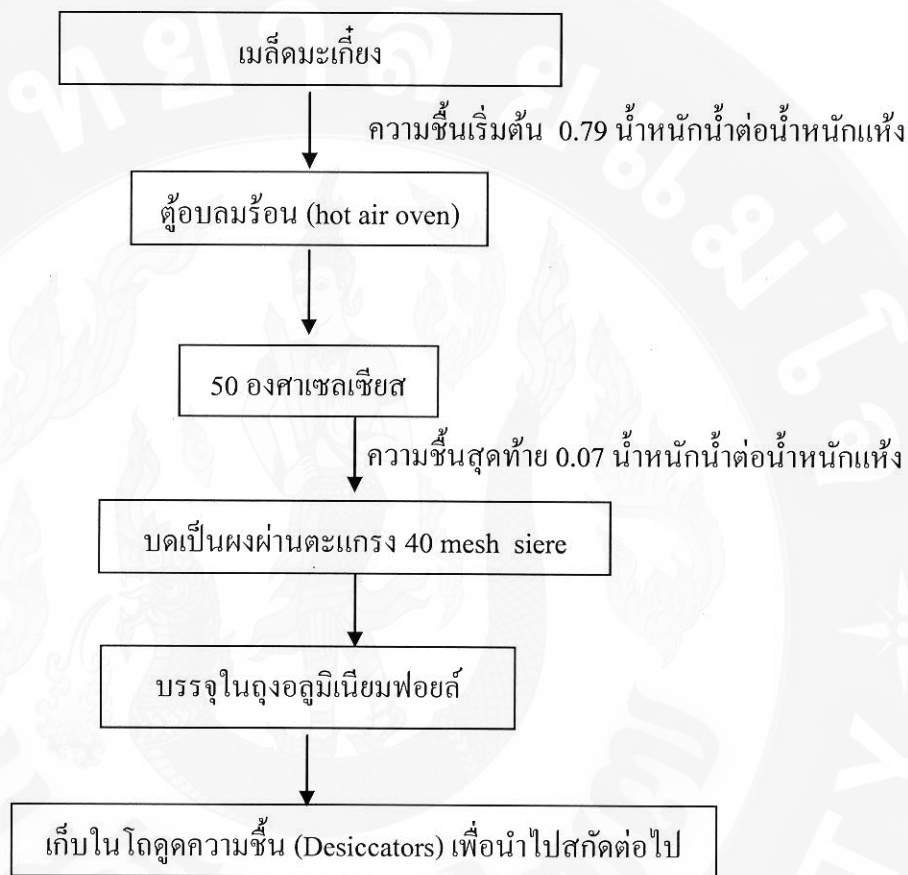 เมล็ดมะเกี๋ยง
ความชื้นเริ่มต้น 0.79 น้ำหนักน้ำต่อน้ำหนักแห้ง
ตู้อบลมร้อน (hot air oven)
50 องศาเซลเซียส
ความชื้นสุดท้าย 0.07 น้ำหนักน้ำต่อน้ำหนักแห้ง
บดเป็นผงผ่านตะแกรง 40 mesh siere
บรรจุในถุงอลูมิเนียมฟอยล์
เก็บในโถดูดความชื้น (Desiccators) เพื่อนำไปสกัดต่อไป